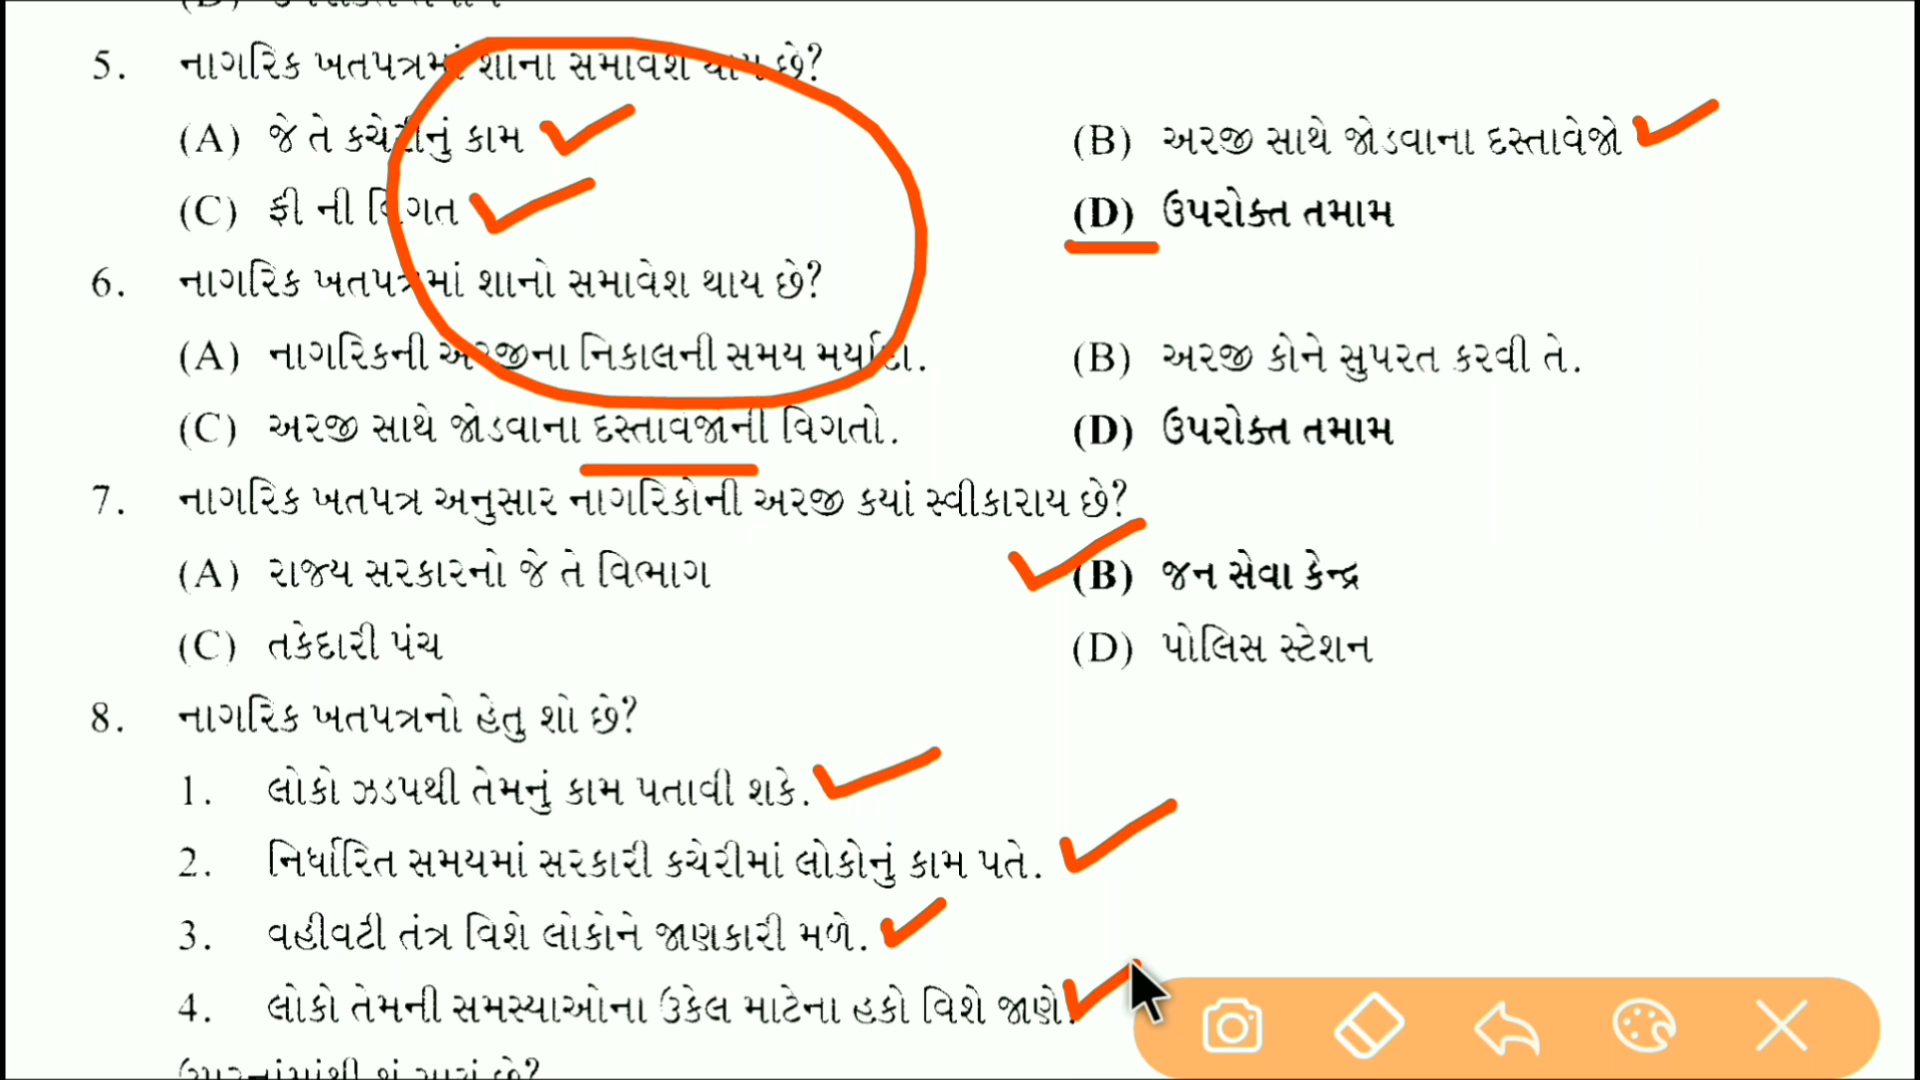 5. નાગરિક ખતપત્રમાં શાનો સમાવેશ થાય છે?
(A) જે તે કચેરીનું કામ (B) અરજી સાથે જોડવાના દસ્તાવેજો
(C) ફી ની વિગત (D) ઉપરોક્ત તમામ
6. નાગરિક ખતપત્રમાં શાનો સમાવેશ થાય છે?
(A) નાગરિકની અરજીના નિકાલની સમય મર્યાદા. (B) અરજી કોને સુપરત કરવી તે.
(C) અરજી સાથે જોડવાના દસ્તાવેજોની વિગતો. (D) ઉપરોક્ત તમામ
7. નાગરિક ખતપત્ર અનુસાર નાગરિકોની અરજી કયાં સ્વીકારાય છે?
(A) રાજ્ય સરકારનો જે તે વિભાગ (B) જન સેવા કેન્દ્ર
(C) તકેદારી પંચ (D) પોલિસ સ્ટેશન
8. નાગરિક ખતપત્રનો હેતુ શો છે?
1. લોકો ઝડપથી તેમનું કામ પતાવી શકે.
2. નિર્ધારિત સમયમાં સરકારી કચેરીમાં લોકોનું કામ પતે.
3. વહીવટી તંત્ર વિશે લોકોને જાણકારી મળે.
4. લોકો તેમની સમસ્યાઓના ઉકેલ માટેના હકો વિશે જાણે.